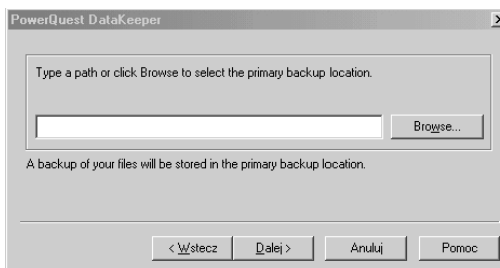 PowerQuest DataKeeper
Type a path or click Browse to select the primary backup location.
Browse...
A backup of your files will be stored in the primary backup location.
< Wstecz Dalej > Anuluj Pomoc